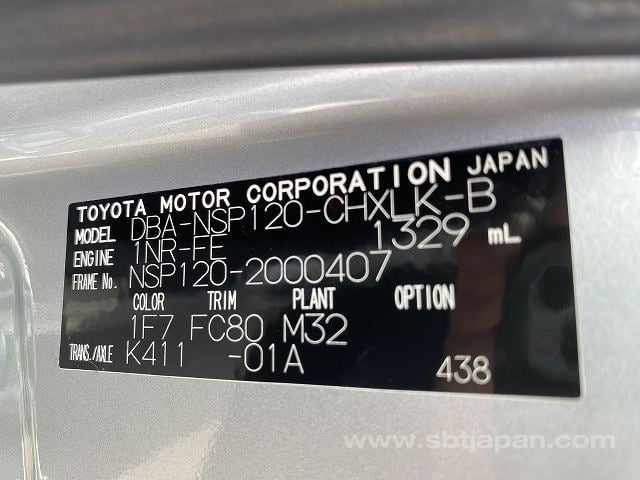 TOYOTA MOTOR CORPORATION JAPAN
MODEL DBA-NSP120-CHXLK-B
ENGINE 1NR-FE 1329 mL
FRAME No. NSP120-2000407
COLOR TRIM PLANT OPTION
1F7 FC80 M32
TRANS./AXLE K411 -01A 438
www.sbtjapan.com